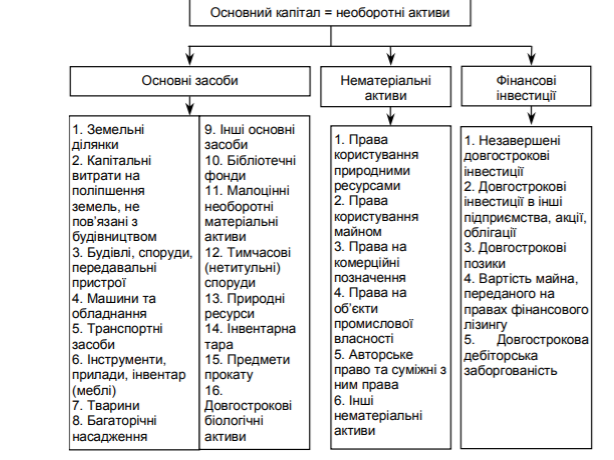 Основний капітал = необоротні активи
Основні засоби
Нематеріальні
активи
Фінансові
інвестиції
1. Земельні
ділянки
2. Капітальні
витрати на
поліпшення
земель, не
пов'язані з
будівництвом
3. Будівлі, споруди,
передавальні
пристрої
4. Машини та
обладнання
5. Транспортні
засоби
6. Інструменти,
прилади, інвентар
(меблі)
7. Тварини
8. Багаторічні
насадження
9. Інші основні
засоби
10. Бібліотечні
фонди
11. Малоцінні
необоротні
матеріальні
активи
12. Тимчасові
(нетитульні)
споруди
13. Природні
ресурси
14. Інвентарна
тара
15. Предмети
прокату
16.
Довгострокові
біологічні
активи
1. Права
користування
природними
ресурсами
2. Права
користування
майном
3. Права на
комерційні
позначення
4. Права на
об'єкти
промислової
власності
5. Авторське
право та суміжні з
ним права
6. Інші
нематеріальні
активи
1. Незавершені
довгострокові
інвестиції
2. Довгострокові
інвестиції в інші
підприємства, акції,
облігації
3. Довгострокові
позики
4. Вартість майна,
переданого на
правах фінансового
лізингу
5. Довгострокова
дебіторська
заборгованість